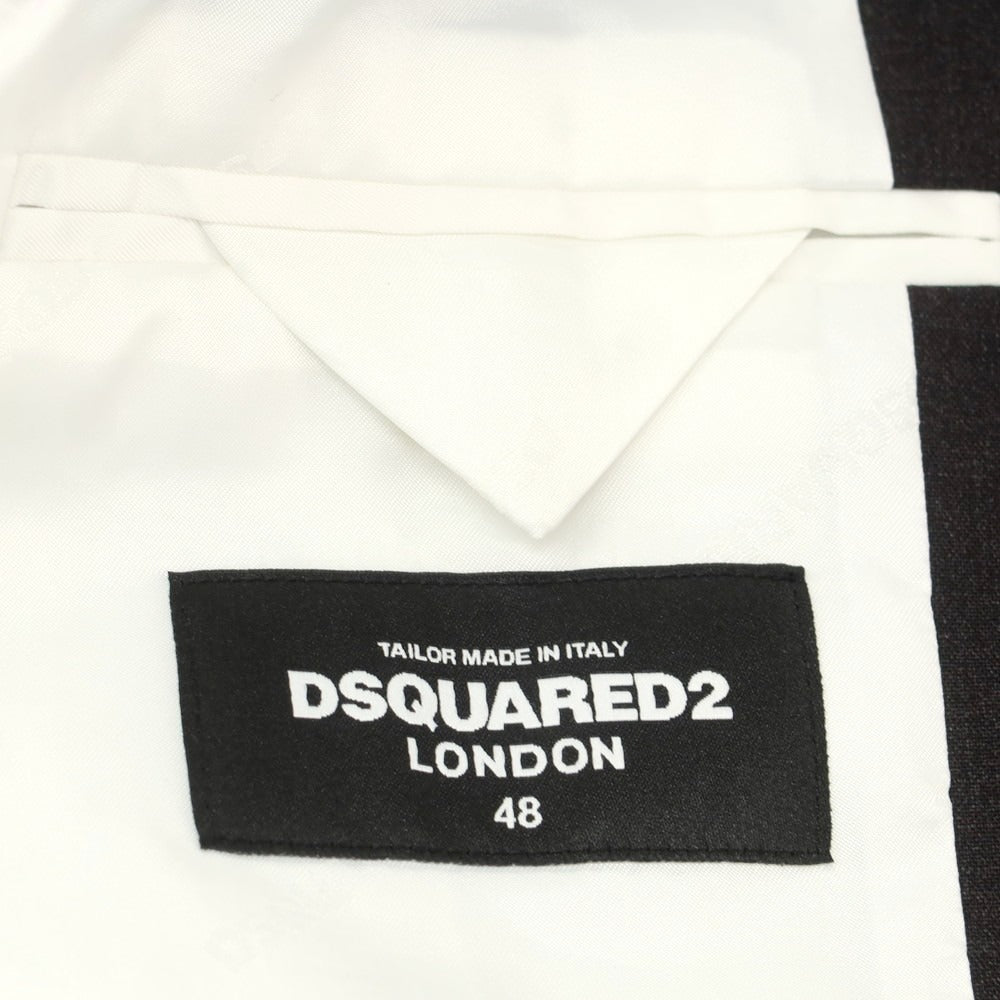 TAILOR MADE IN ITALY
DSQUARED2
LONDON
48